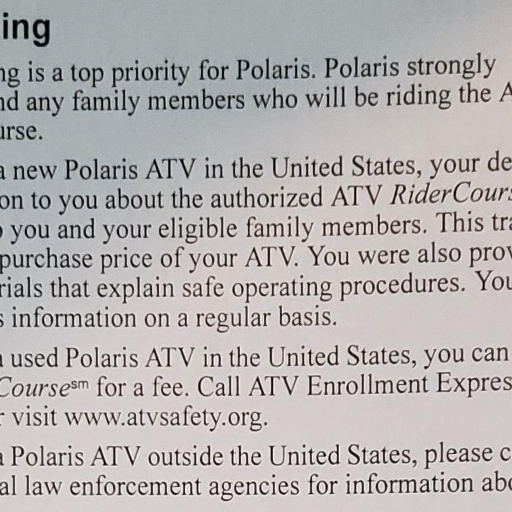 ing
ng is a top priority for Polaris. Polaris strongly
nd any family members who will be riding the A
urse.
a new Polaris ATV in the United States, your de
on to you about the authorized ATV RiderCours
o you and your eligible family members. This tra
purchase price of your ATV. You were also prov
rials that explain safe operating procedures. You
s information on a regular basis.
a used Polaris ATV in the United States, you can
Course℠ for a fee. Call ATV Enrollment Expres
r visit www.atvsafety.org.
a Polaris ATV outside the United States, please c
al law enforcement agencies for information abo